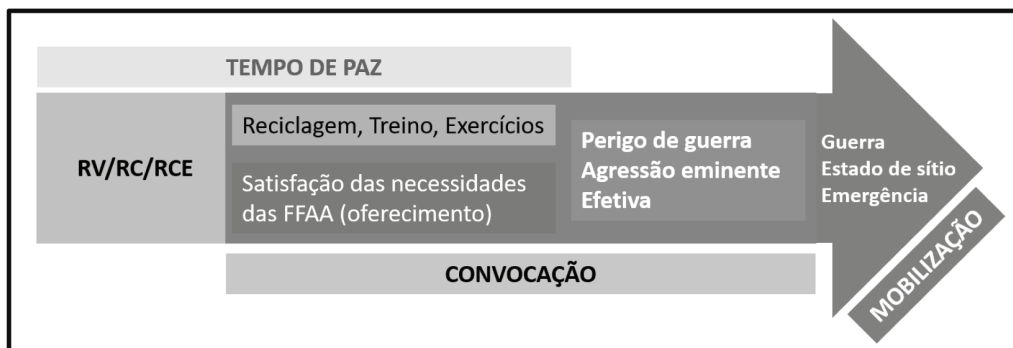 TEMPO DE PAZ
RV/RC/RCE
Reciclagem, Treino, Exercícios
Satisfação das necessidades
das FFAA (oferecimento)
Perigo de guerra
Agressão eminente
Efetiva
Guerra
Estado de sítio
Emergência
CONVOCAÇÃO
MOBILIZAÇÃO